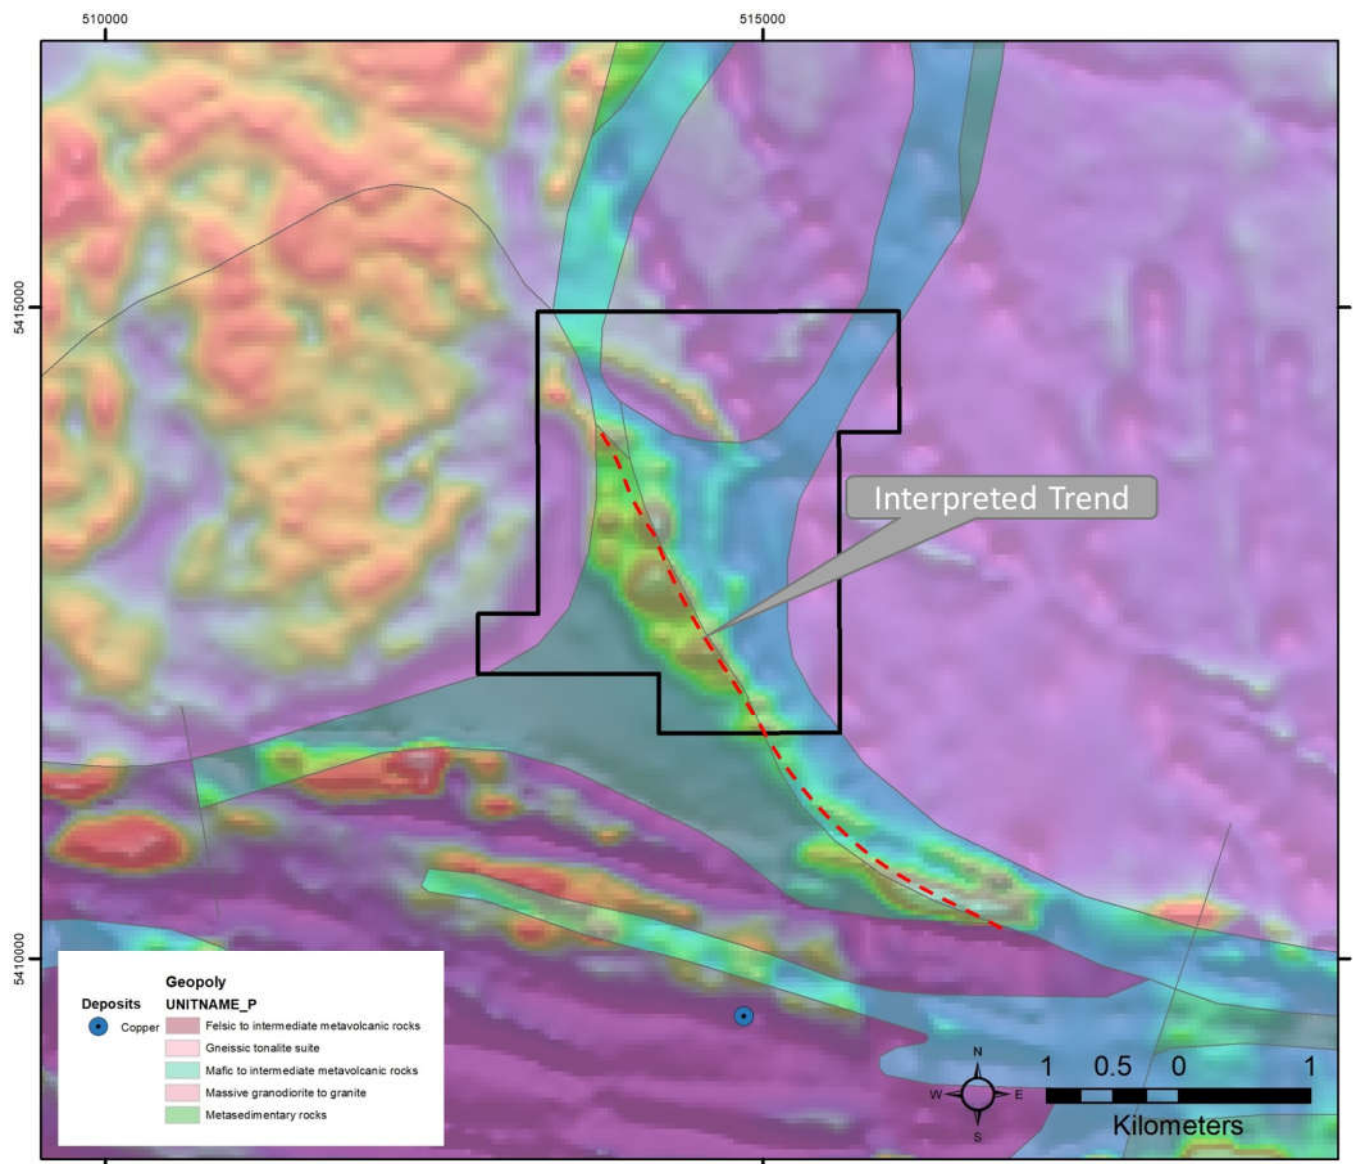 510000
515000
5415000
Interpreted Trend
5410000
Geopoly
Deposits
UNITNAME_P
Copper
Felsic to intermediate metavolcanic rocks
Gneissic tonalite suite
Mafic to intermediate metavolcanic rocks
Massive granodiorite to granite
Metasedimentary rocks
N
W
E
S
1 0.5 0 1
Kilometers